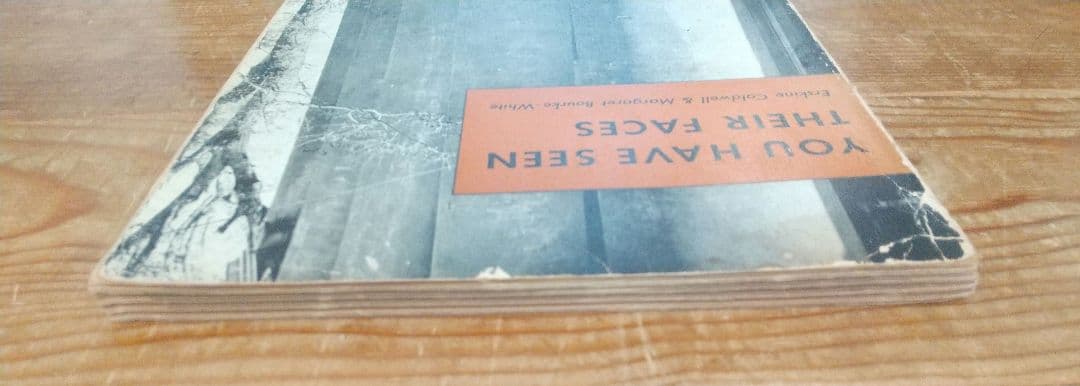 YOU HAVE SEEN
THEIR FACES
Erskine Caldwell & Margaret Bourke-White